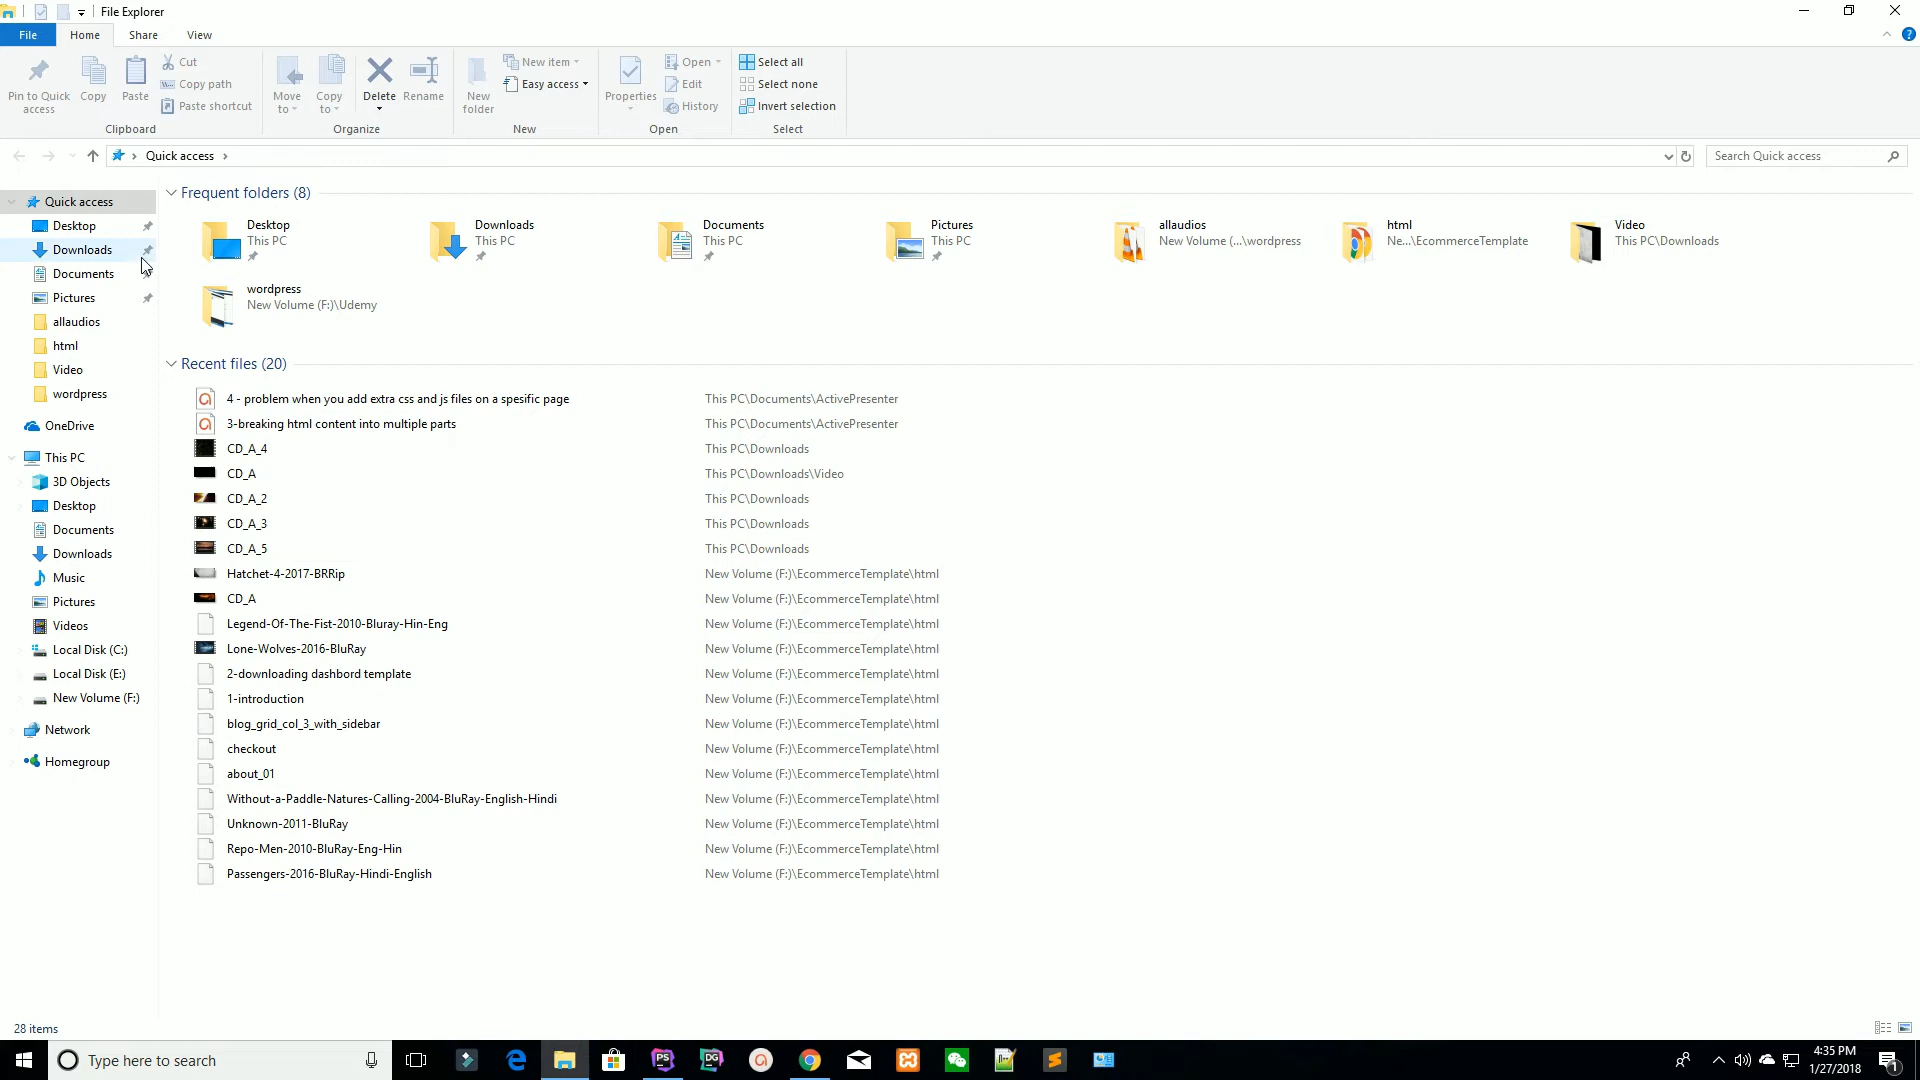 File Explorer
File Home Share View
Pin to Quick access
Copy
Paste
Cut
Copy path
Paste shortcut
Clipboard
Move to
Copy to
Delete
Rename
Organize
New folder
New item
Easy access
New
Properties
Open
Edit
History
Open
Select all
Select none
Invert selection
Select
Quick access
Search Quick access
Quick access
Desktop
Downloads
Documents
Pictures
allaudios
html
Video
wordpress
OneDrive
This PC
3D Objects
Desktop
Documents
Downloads
Music
Pictures
Videos
Local Disk (C:)
Local Disk (E:)
New Volume (F:)
Network
Homegroup
Frequent folders (8)
Desktop
This PC
Downloads
This PC
Documents
This PC
Pictures
This PC
allaudios
New Volume (...\wordpress
html
Ne...\EcommerceTemplate
Video
This PC\Downloads
wordpress
New Volume (F:)\Udemy
Recent files (20)
4 - problem when you add extra css and js files on a spesific page This PC\Documents\ActivePresenter
3-breaking html content into multiple parts This PC\Documents\ActivePresenter
CD_A_4 This PC\Downloads
CD_A This PC\Downloads\Video
CD_A_2 This PC\Downloads
CD_A_3 This PC\Downloads
CD_A_5 This PC\Downloads
Hatchet-4-2017-BRRip New Volume (F:)\EcommerceTemplate\html
CD_A New Volume (F:)\EcommerceTemplate\html
Legend-Of-The-Fist-2010-Bluray-Hin-Eng New Volume (F:)\EcommerceTemplate\html
Lone-Wolves-2016-BluRay New Volume (F:)\EcommerceTemplate\html
2-downloading dashbord template New Volume (F:)\EcommerceTemplate\html
1-introduction New Volume (F:)\EcommerceTemplate\html
blog_grid_col_3_with_sidebar New Volume (F:)\EcommerceTemplate\html
checkout New Volume (F:)\EcommerceTemplate\html
about_01 New Volume (F:)\EcommerceTemplate\html
Without-a-Paddle-Natures-Calling-2004-BluRay-English-Hindi New Volume (F:)\EcommerceTemplate\html
Unknown-2011-BluRay New Volume (F:)\EcommerceTemplate\html
Repo-Men-2010-BluRay-Eng-Hin New Volume (F:)\EcommerceTemplate\html
Passengers-2016-BluRay-Hindi-English New Volume (F:)\EcommerceTemplate\html
28 items
Type here to search
PS
DG
4:35 PM
1/27/2018
1